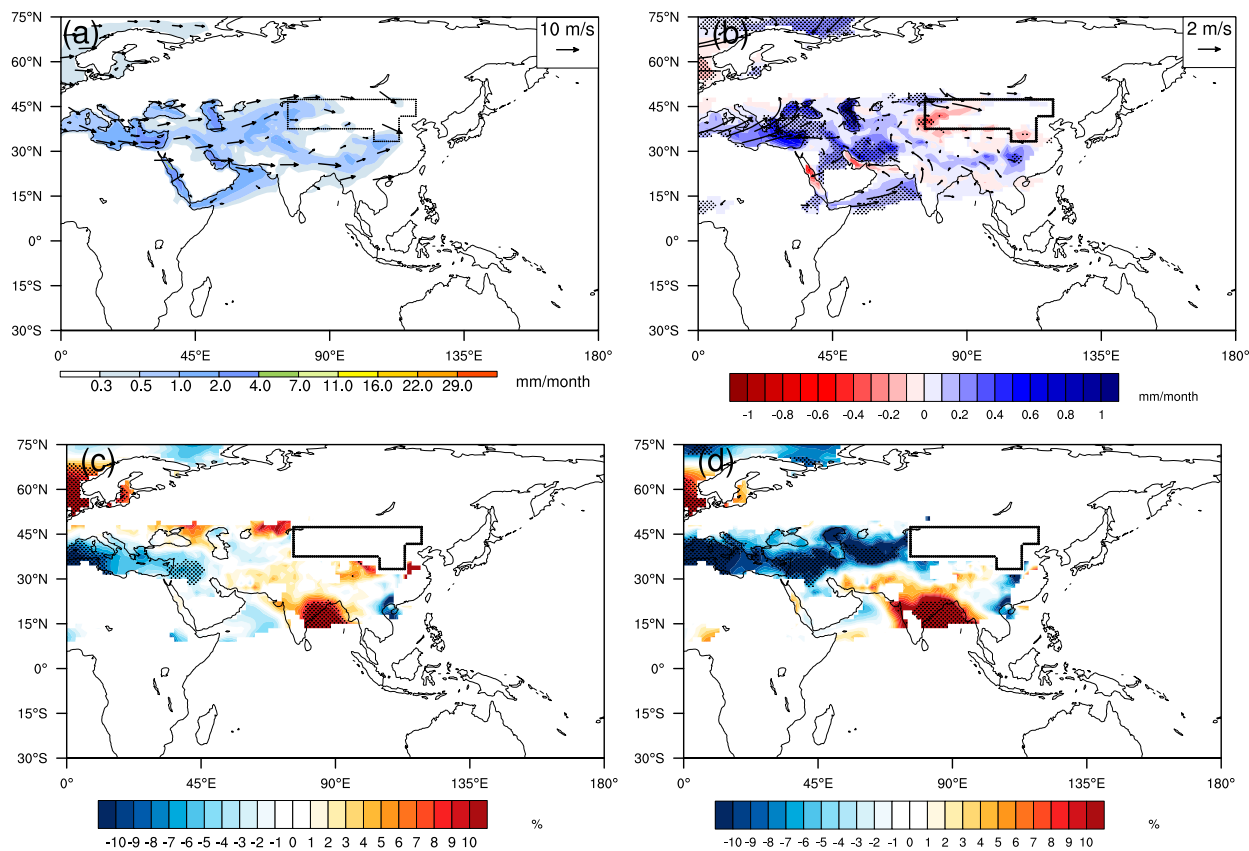 (a)
10 m/s
75°N
60°N
45°N
30°N
15°N
0°
15°S
30°S
0°
45°E
90°E
135°E
180°
0.3 0.5 1.0 2.0 4.0 7.0 11.0 16.0 22.0 29.0
mm/month
(b)
2 m/s
75°N
60°N
45°N
30°N
15°N
0°
15°S
30°S
0°
45°E
90°E
135°E
180°
-1 -0.8 -0.6 -0.4 -0.2 0 0.2 0.4 0.6 0.8 1
mm/month
(c)
75°N
60°N
45°N
30°N
15°N
0°
15°S
30°S
0°
45°E
90°E
135°E
180°
-10 -9 -8 -7 -6 -5 -4 -3 -2 -1 0 1 2 3 4 5 6 7 8 9 10
%
(d)
75°N
60°N
45°N
30°N
15°N
0°
15°S
30°S
0°
45°E
90°E
135°E
180°
-10 -9 -8 -7 -6 -5 -4 -3 -2 -1 0 1 2 3 4 5 6 7 8 9 10
%